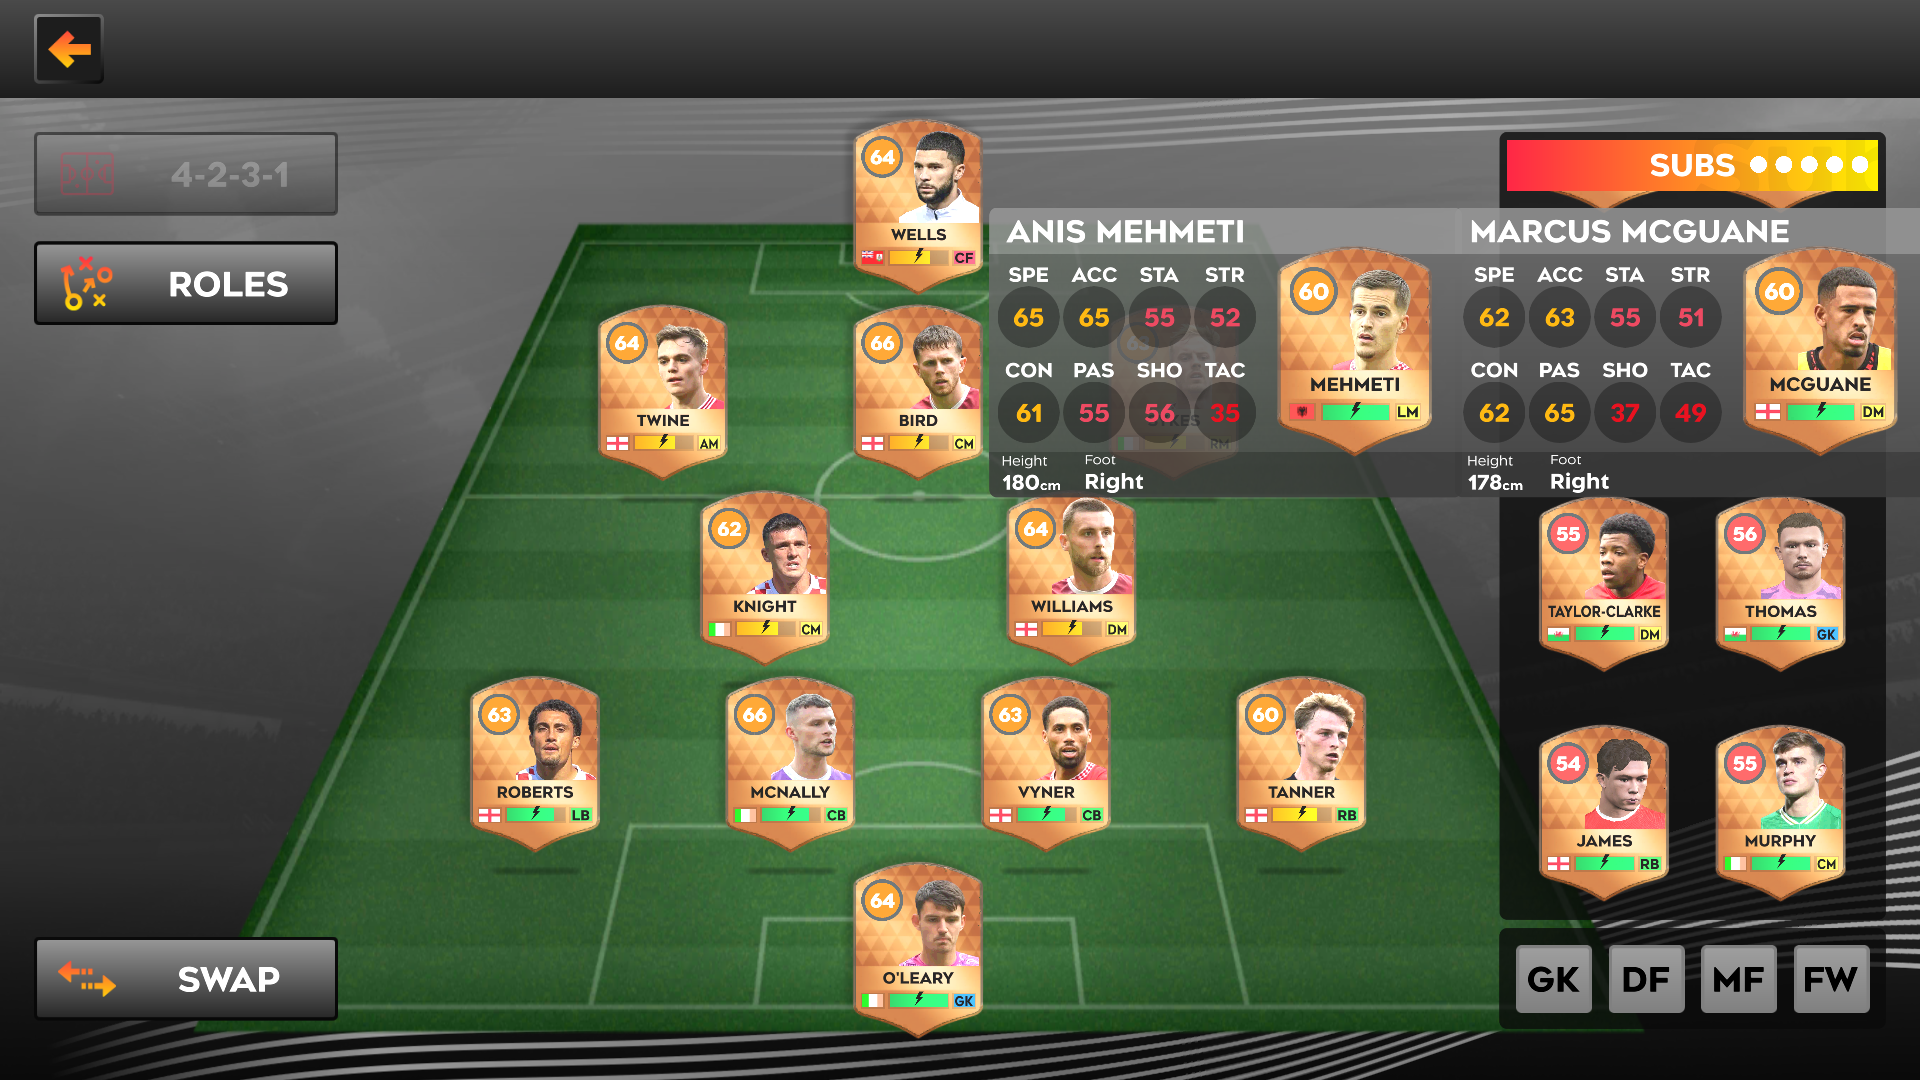 4-2-3-1
ROLES
SWAP
64
WELLS
CF
64
TWINE
AM
66
BIRD
CM
SYKES
RM
62
KNIGHT
CM
64
WILLIAMS
DM
63
ROBERTS
LB
66
MCNALLY
CB
63
VYNER
CB
60
TANNER
RB
64
O'LEARY
GK
ANIS MEHMETI
SPE ACC STA STR
65 65 55 52
CON PAS SHO TAC
61 55 56 35
Height Foot
180cm Right
60
MEHMETI
LM
MARCUS MCGUANE
SPE ACC STA STR
62 63 55 51
CON PAS SHO TAC
62 65 37 49
Height Foot
178cm Right
60
MCGUANE
DM
SUBS
55
TAYLOR-CLARKE
DM
56
THOMAS
GK
54
JAMES
RB
55
MURPHY
CM
GK DF MF FW